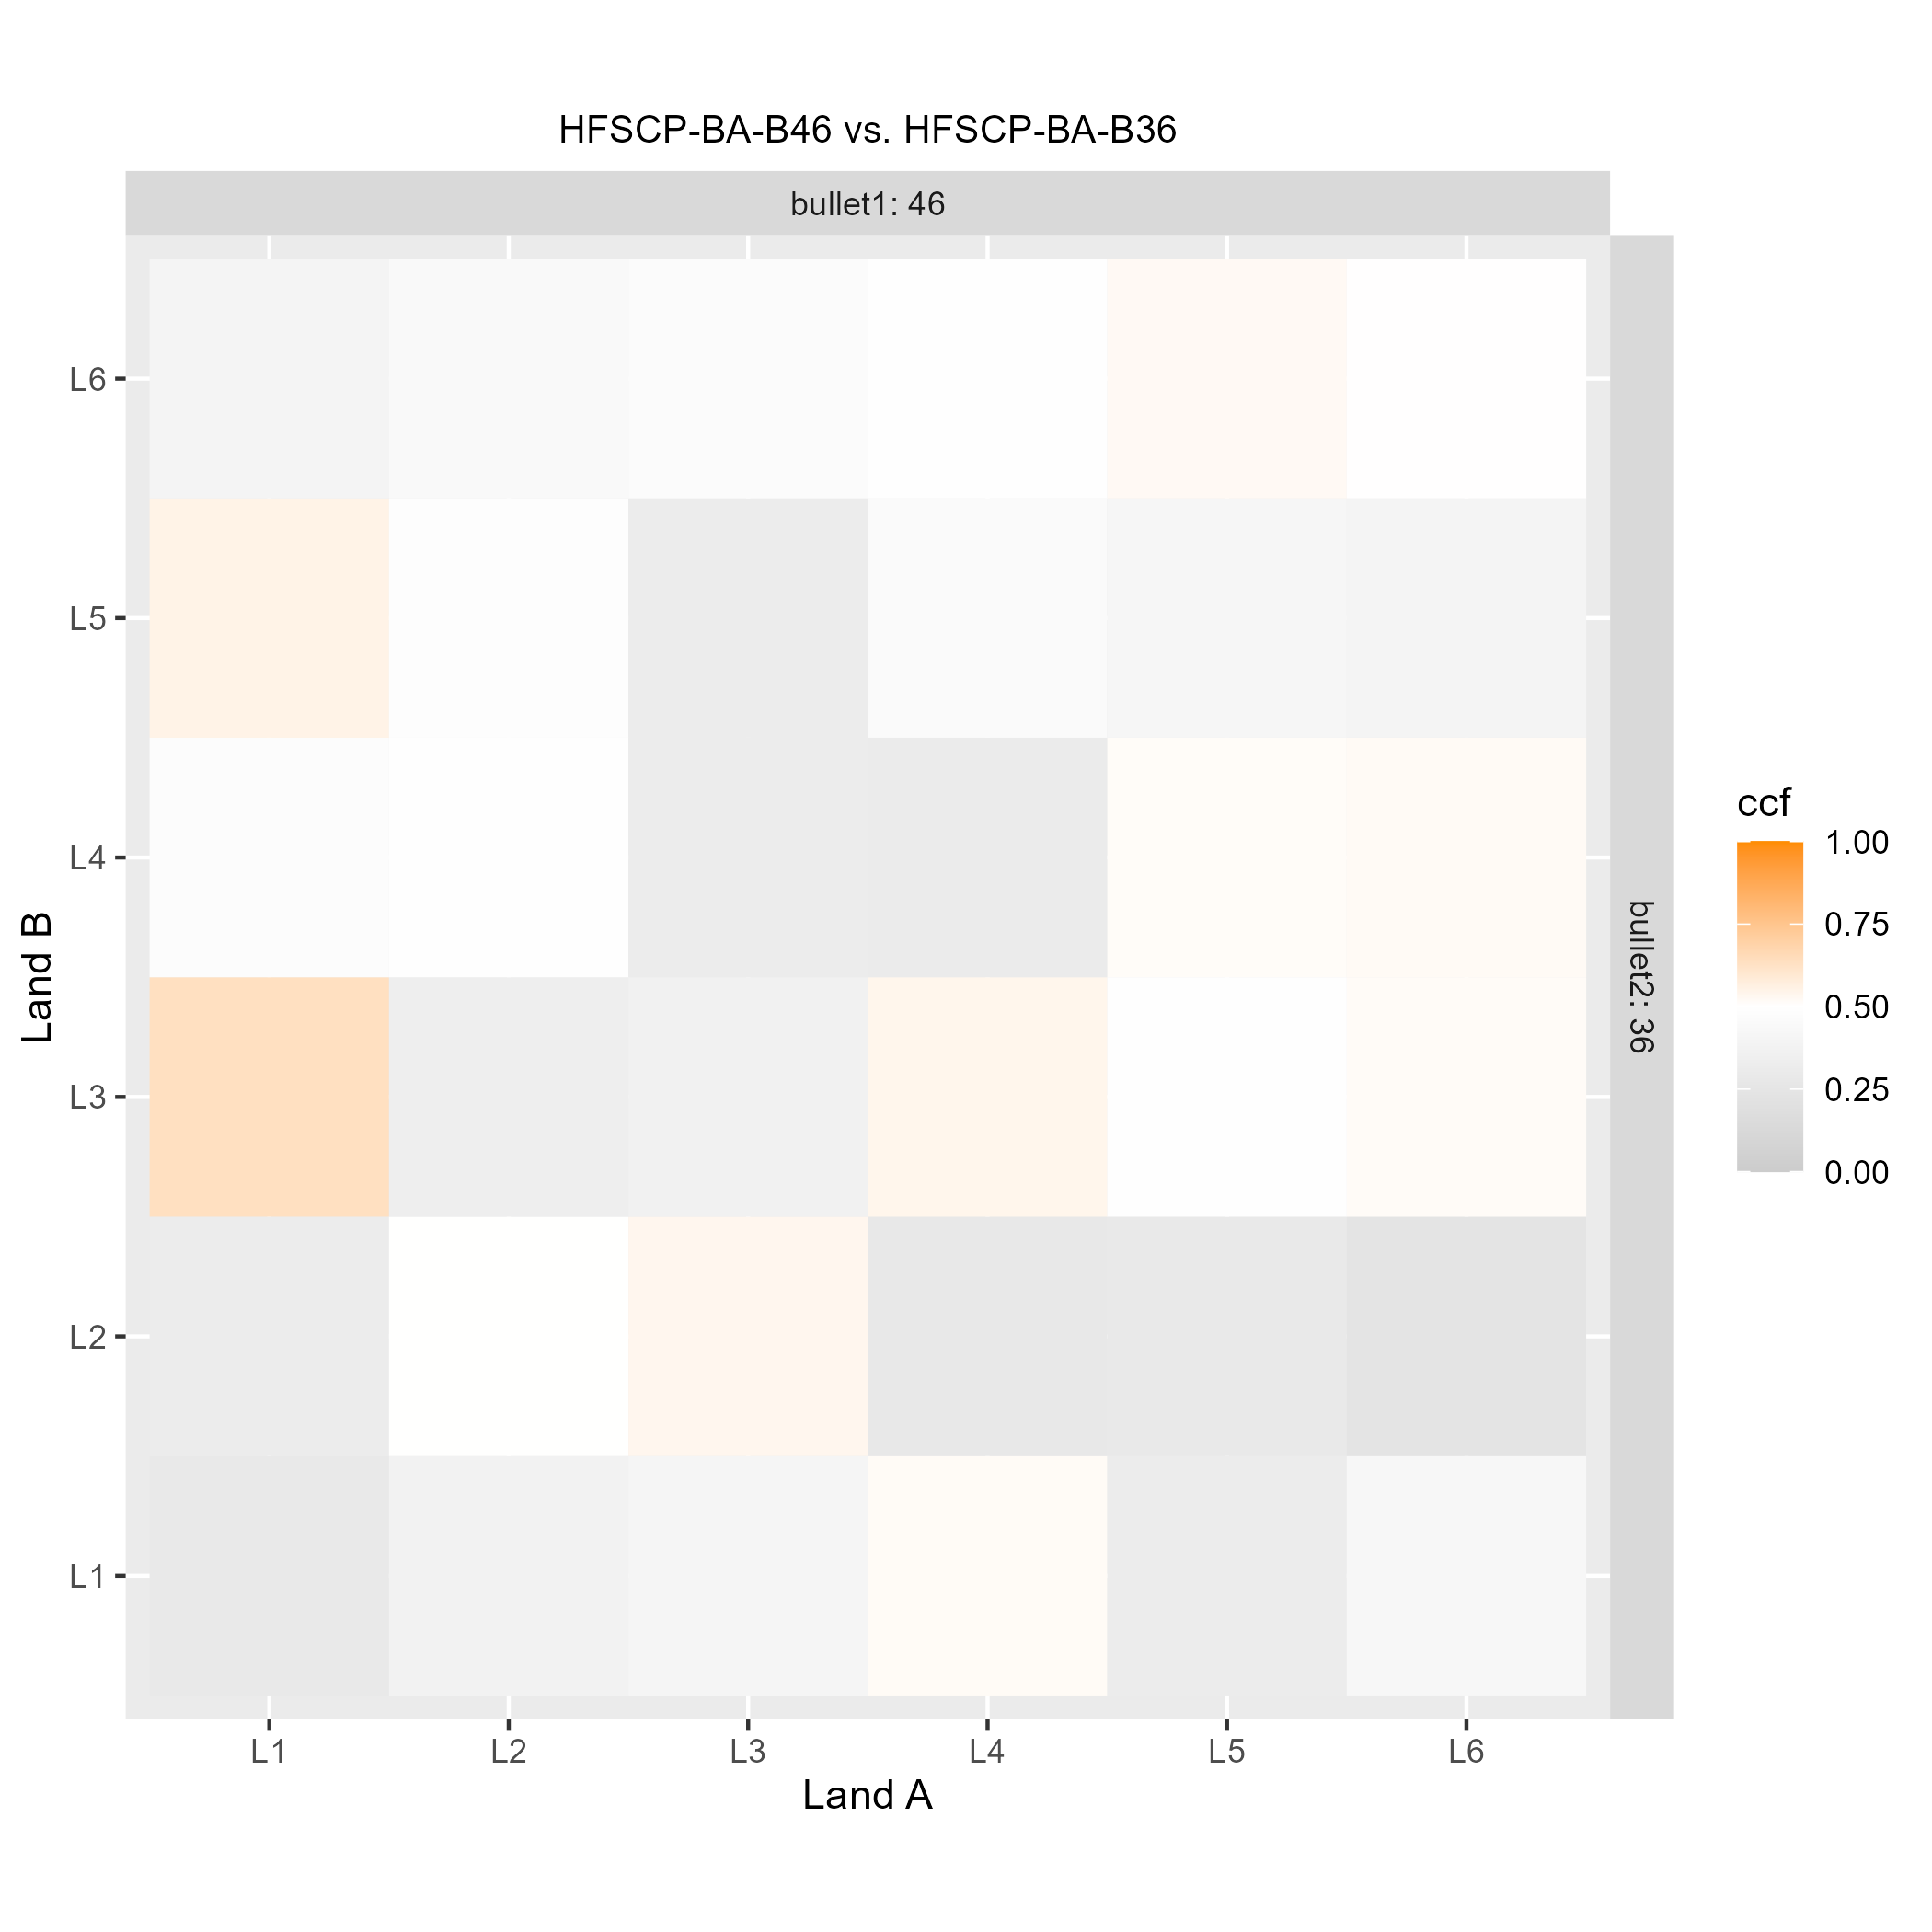 HFSCP-BA-B46 vs. HFSCP-BA-B36
bullet1: 46
L6
L5
L4
L3
L2
L1
Land B
L1 L2 L3 L4 L5 L6
Land A
bullet2: 36
ccf
1.00
0.75
0.50
0.25
0.00